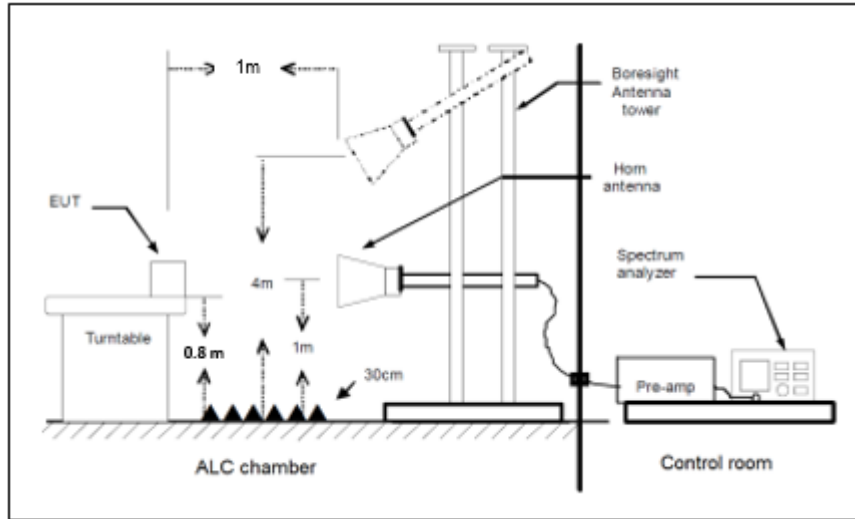 1m
Boresight
Antenna
tower
Horn
antenna
EUT
Spectrum
analyzer
4m
Turntable
0.8 m
1m
30cm
Pre-amp
ALC chamber
Control room